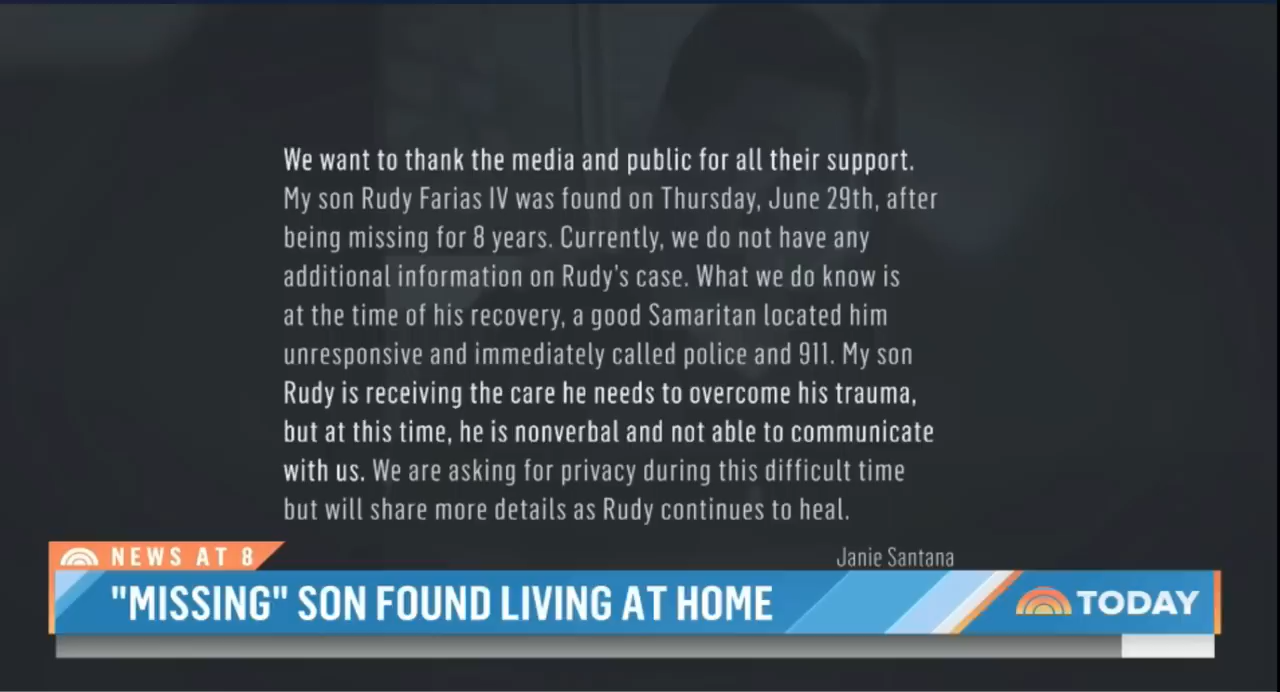 We want to thank the media and public for all their support.
My son Rudy Farias IV was found on Thursday, June 29th, after
being missing for 8 years. Currently, we do not have any
additional information on Rudy's case. What we do know is
at the time of his recovery, a good Samaritan located him
unresponsive and immediately called police and 911. My son
Rudy is receiving the care he needs to overcome his trauma,
but at this time, he is nonverbal and not able to communicate
with us. We are asking for privacy during this difficult time
but will share more details as Rudy continues to heal.
Janie Santana
NEWS AT 8
"MISSING" SON FOUND LIVING AT HOME
TODAY